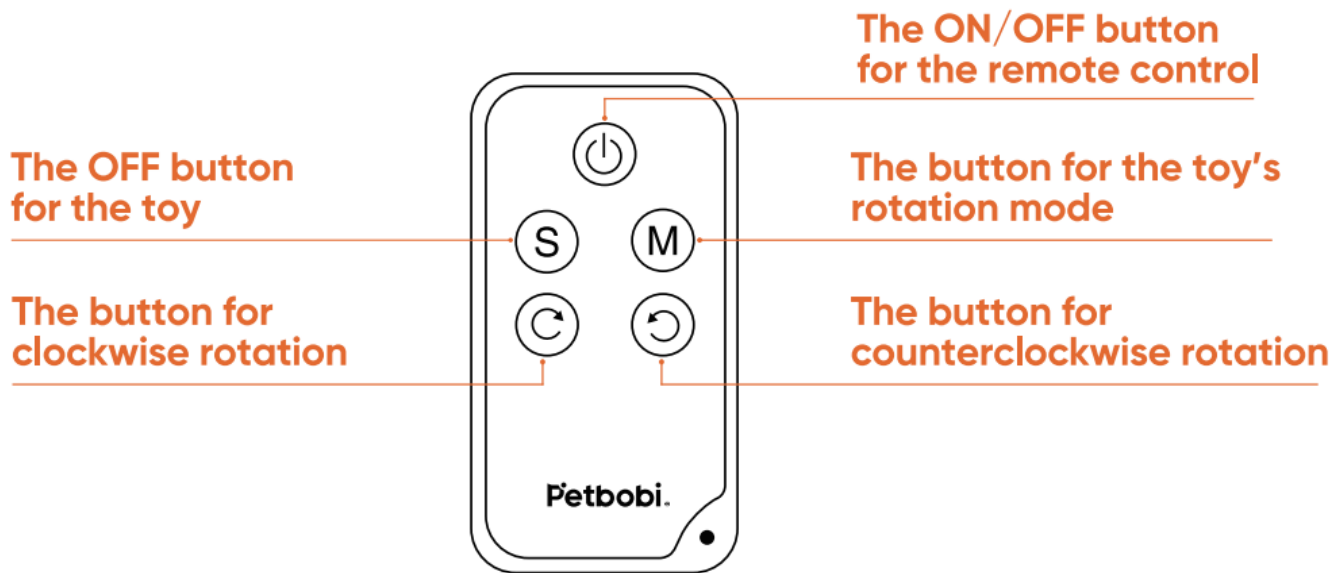 The ON/OFF button
for the remote control
The OFF button
for the toy
The button for the toy's
rotation mode
S
M
The button for
clockwise rotation
The button for
counterclockwise rotation
Petbobi